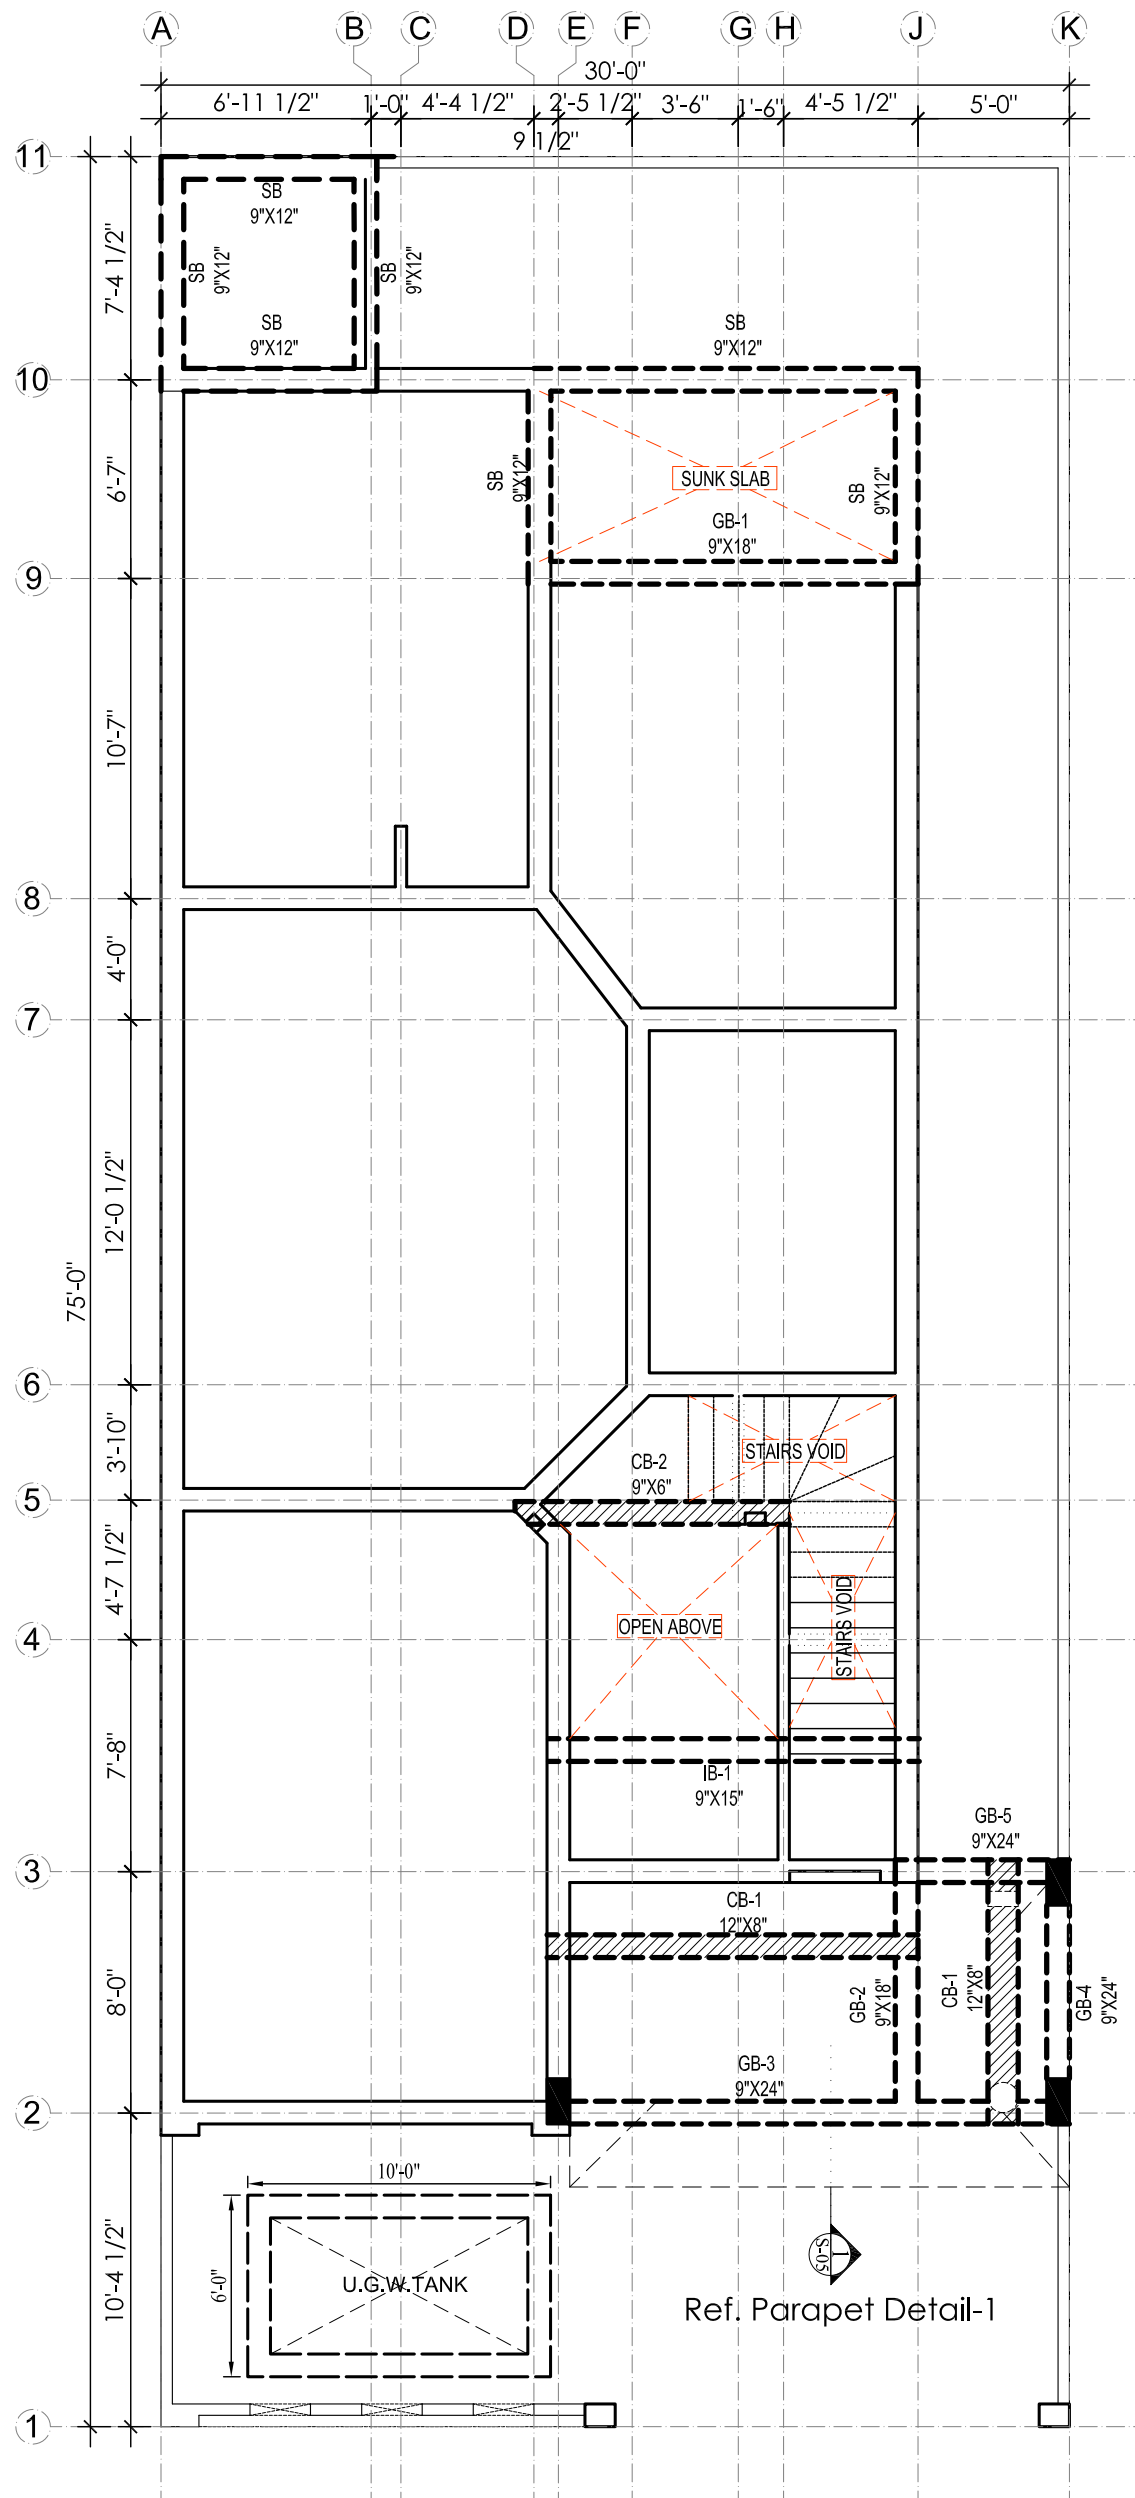 A B C D E F G H J K
30'-0"
6'-11 1/2" 1'-0" 4'-4 1/2" 2'-5 1/2" 3'-6" 1'-6" 4'-5 1/2" 5'-0"
9 1/2"
11
SB
9"X12"
7'-4 1/2"
SB
9"X12"
SB
9"X12"
SB
9"X12"
SB
9"X12"
10
6'-7"
SB
9"X12"
SUNK SLAB
SB
9"X12"
GB-1
9"X18"
9
10'-7"
8
4'-0"
7
12'-0 1/2"
75'-0"
6
3'-10"
STAIRS VOID
CB-2
9"X6"
5
4'-7 1/2"
STAIRS VOID
OPEN ABOVE
4
7'-8"
IB-1
9"X15"
GB-5
9"X24"
3
CB-1
12"X8"
8'-0"
GB-2
9"X18"
CB-1
12"X8"
GB-4
9"X24"
GB-3
9"X24"
2
10'-0"
10'-4 1/2"
6'-0"
U.G.W.TANK
1
S-05
Ref. Parapet Detail-1
1